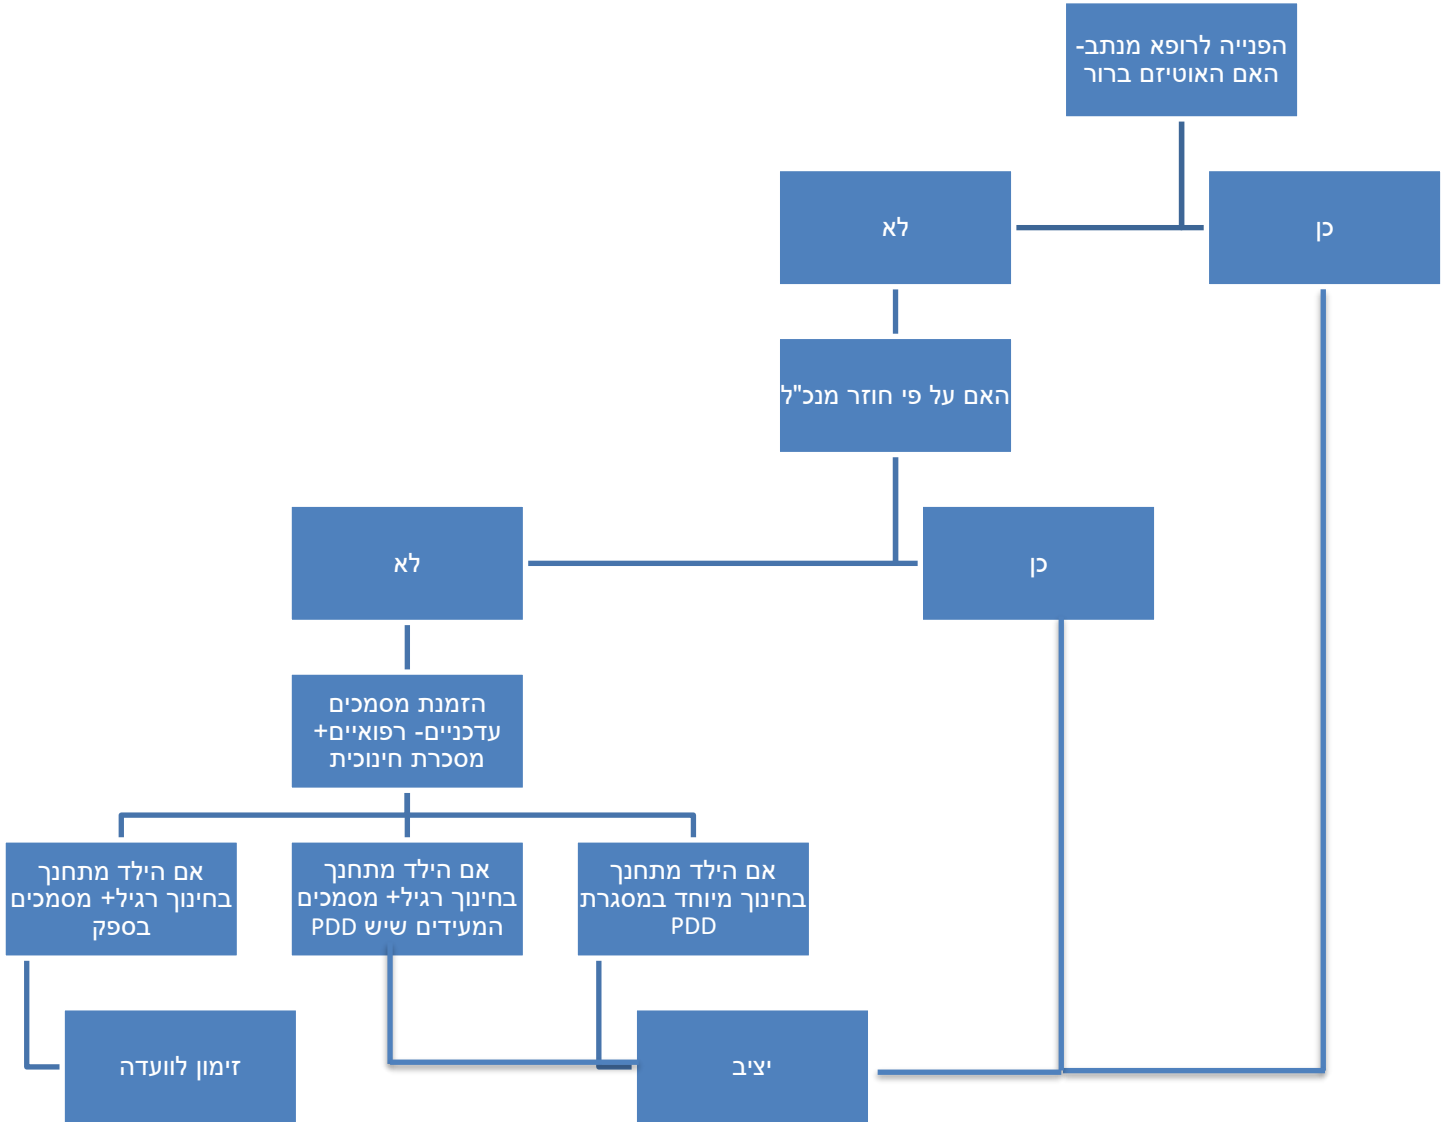 הפנייה לרופא מנתב-
האם האוטיזם ברור
כן
לא
האם על פי חוזר מנכ"ל
כן
לא
הזמנת מסמכים
עדכניים- רפואיים+
מסכרת חינוכית
אם הילד מתחנך
בחינוך מיוחד במסגרת
PDD
אם הילד מתחנך
בחינוך רגיל+ מסמכים
המעידים שיש PDD
אם הילד מתחנך
בחינוך רגיל+ מסמכים
בספק
יציב
זימון לוועדה